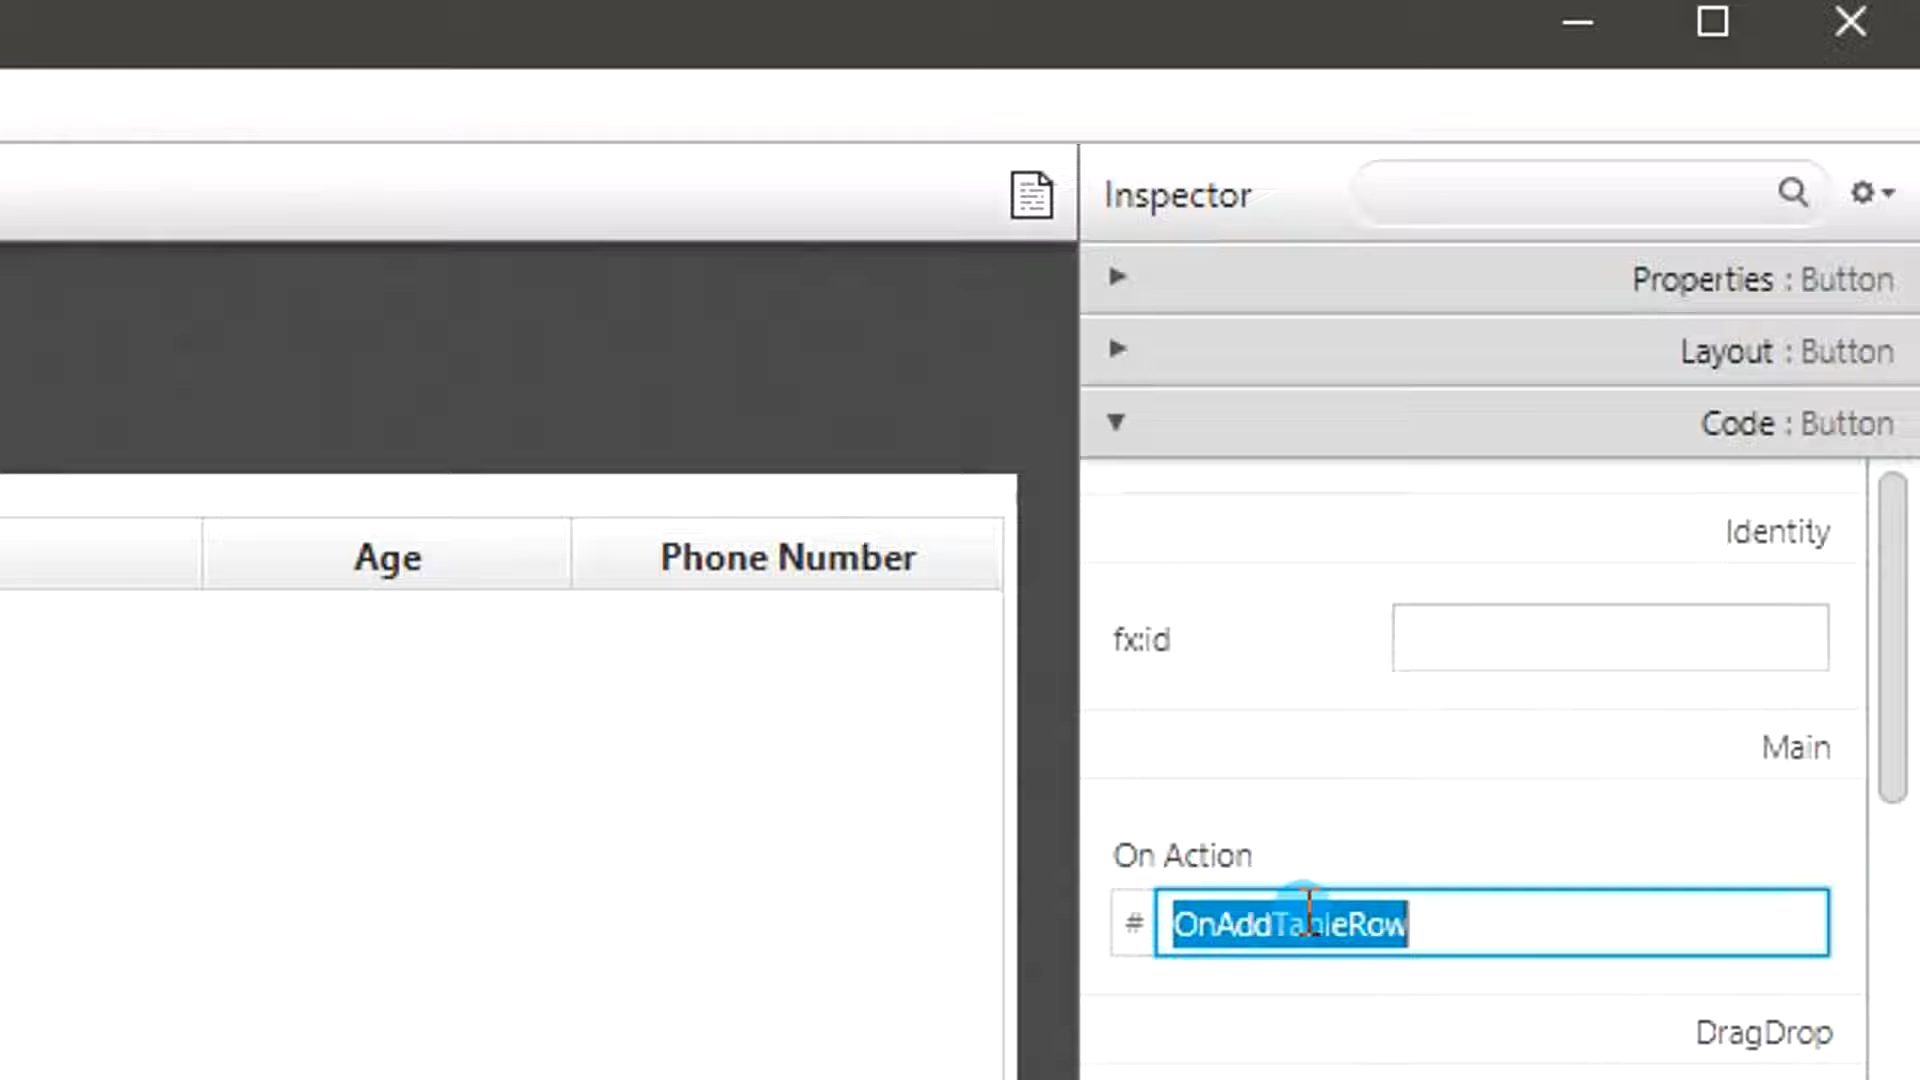 Inspector
Properties : Button
Layout : Button
Code : Button
Identity
Age
Phone Number
fx:id
Main
On Action
# OnAddTableRow
DragDrop